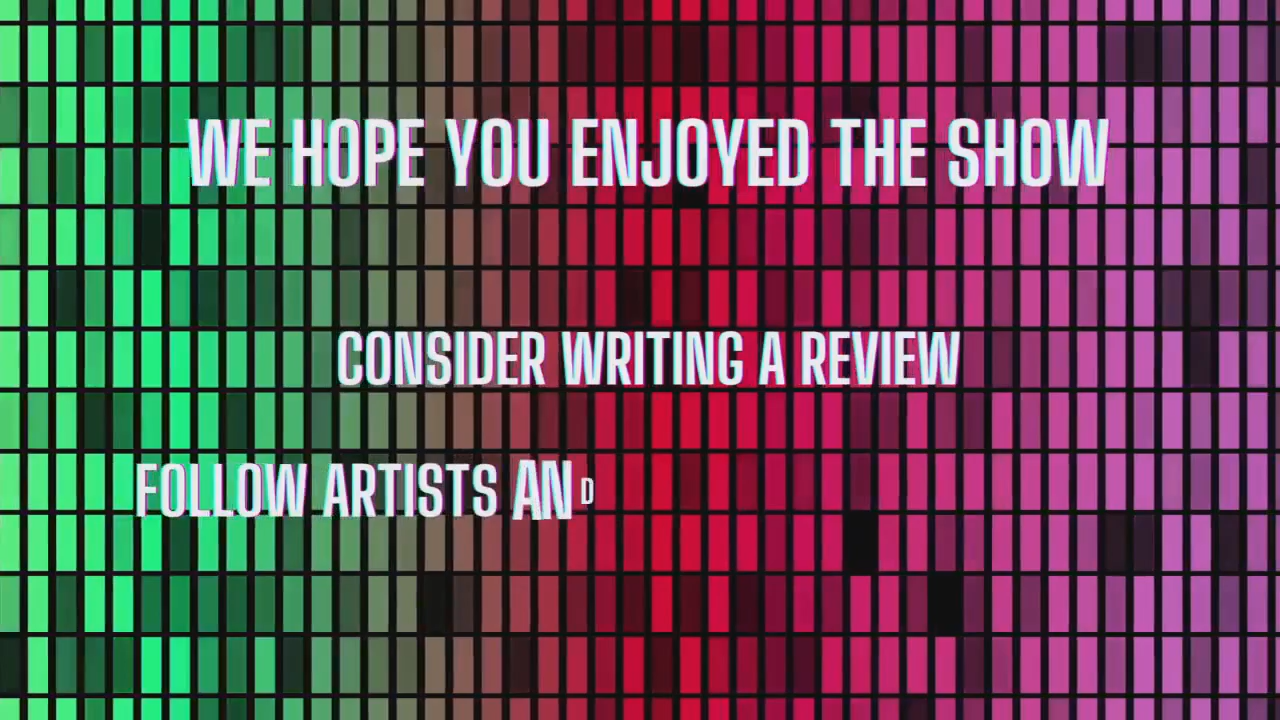 WE HOPE YOU ENJOYED THE SHOW
CONSIDER WRITING A REVIEW
FOLLOW ARTISTS AND